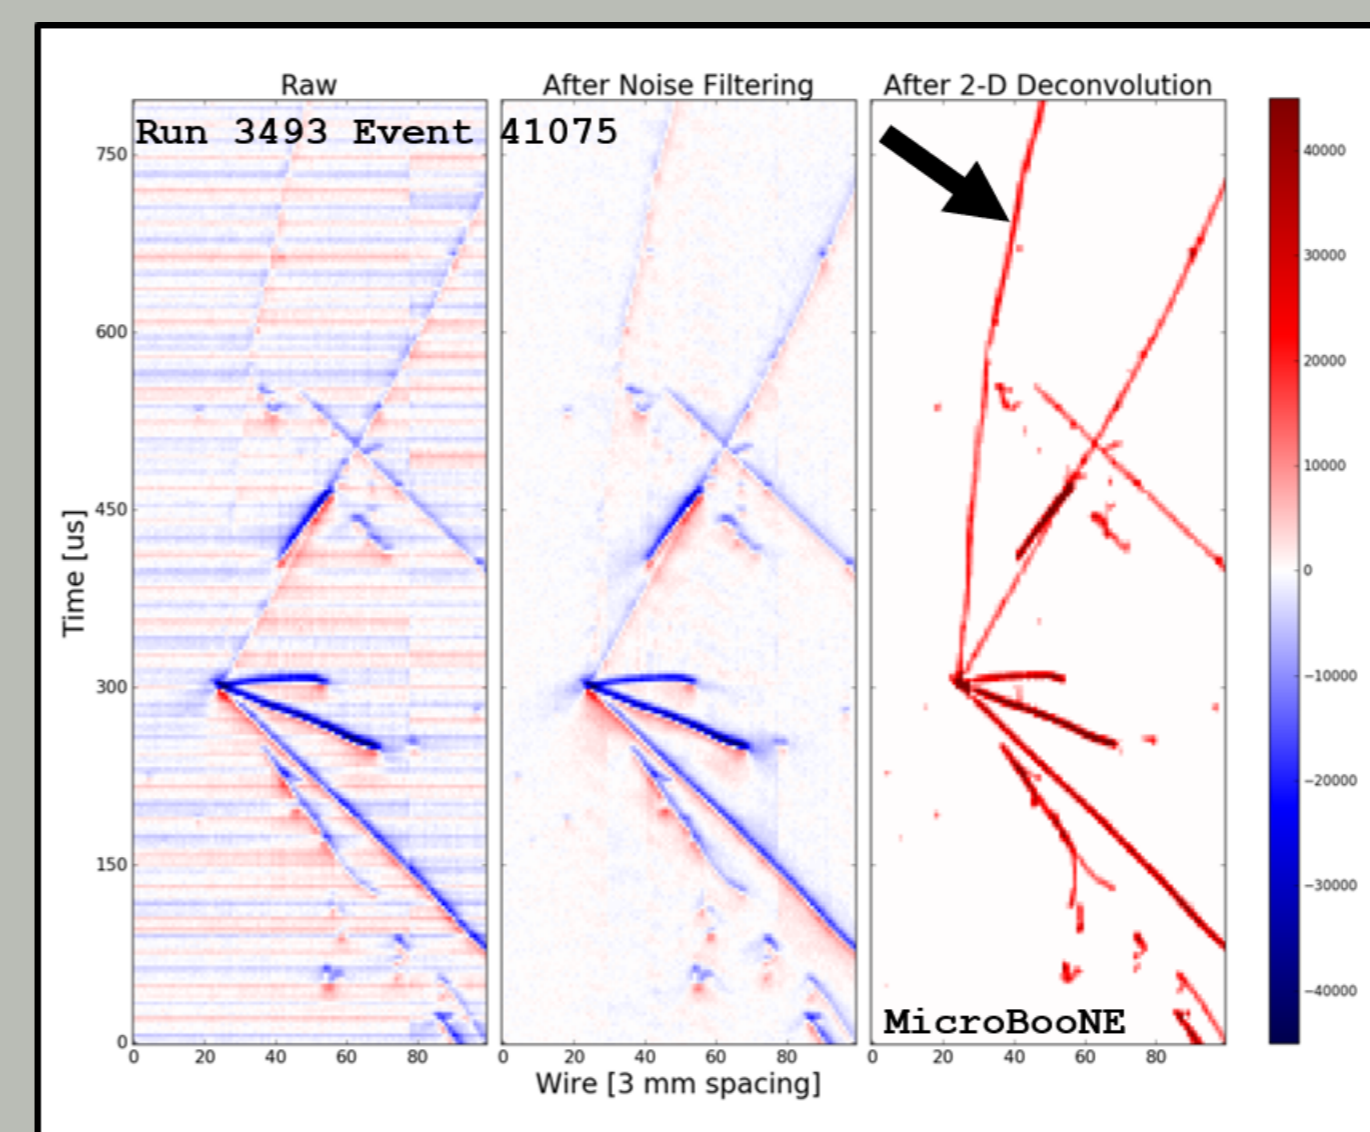 Raw
After Noise Filtering
After 2-D Deconvolution
Run 3493 Event 41075
750
600
450
300
150
0
Time [us]
0 20 40 60 80
0 20 40 60 80
0 20 40 60 80
Wire [3 mm spacing]
MicroBooNE
40000
30000
20000
10000
0
−10000
−20000
−30000
−40000